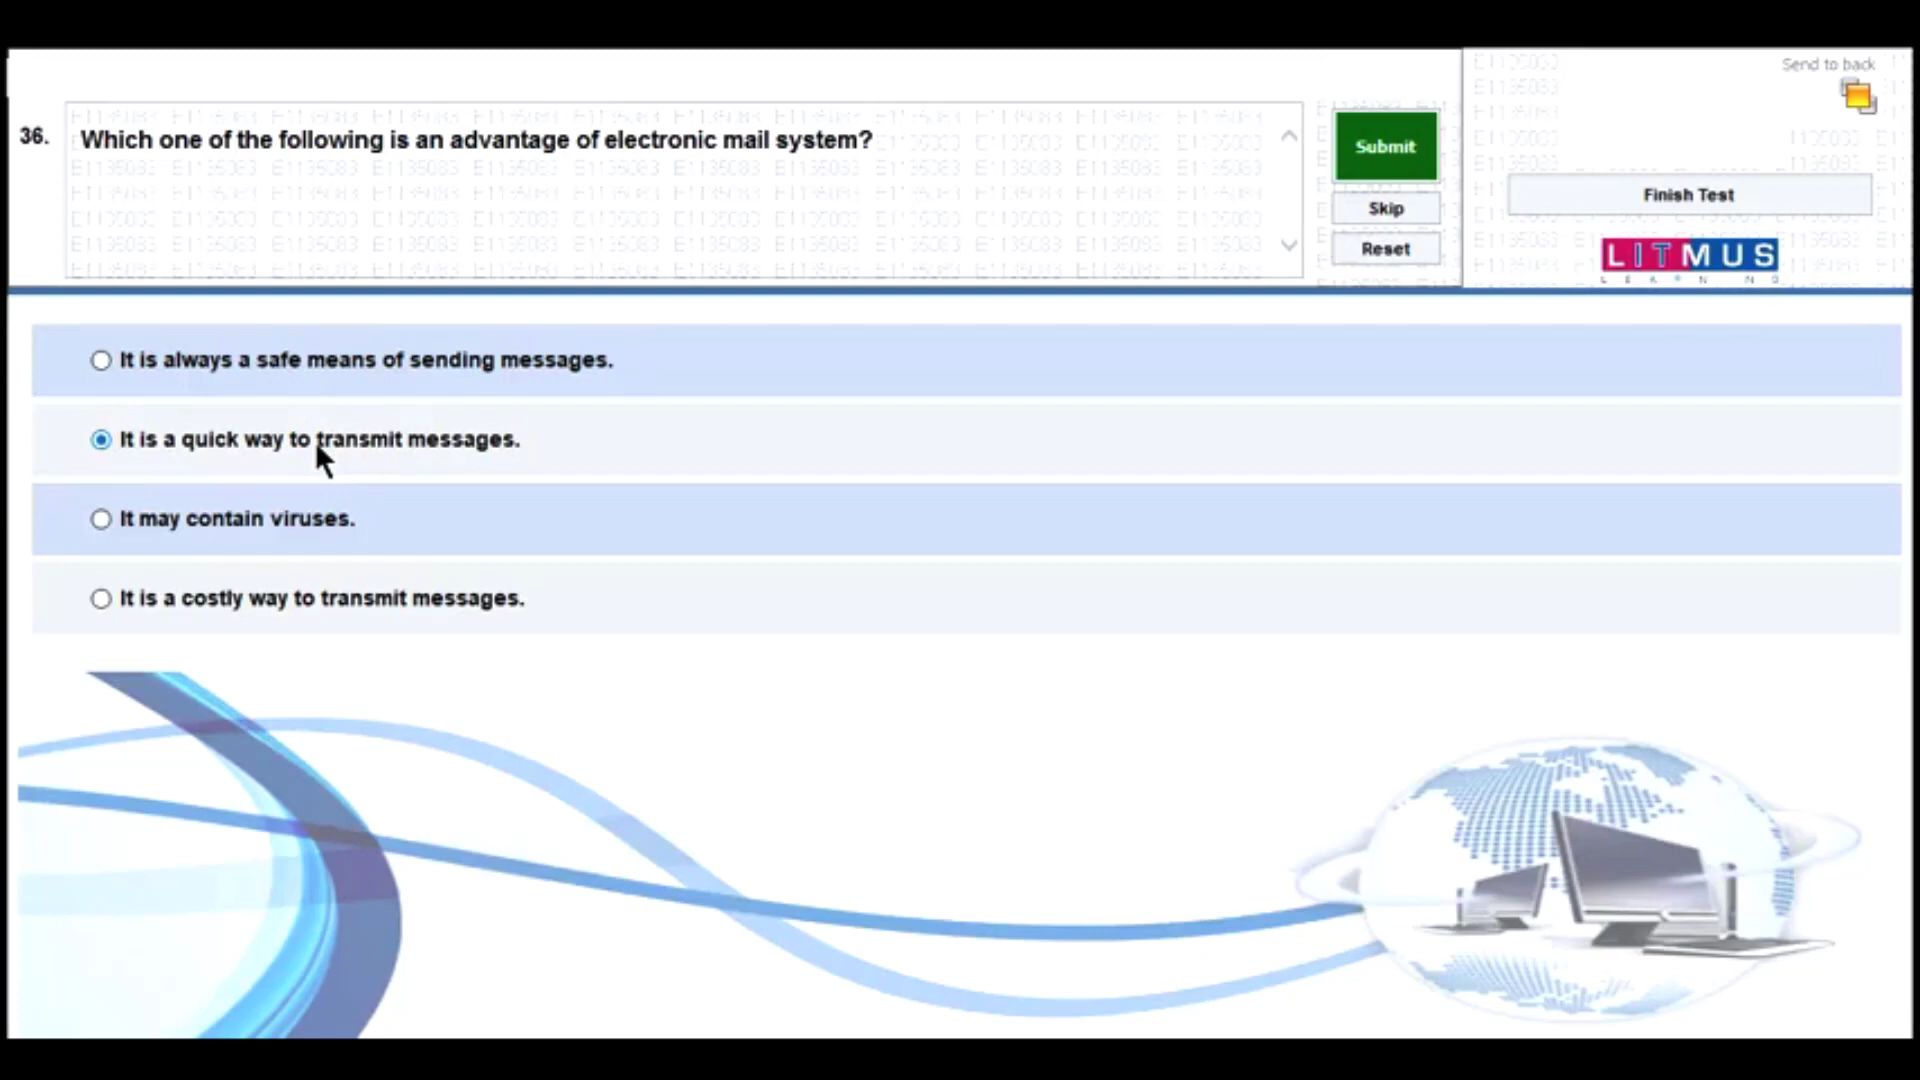 Send to back
36.
Which one of the following is an advantage of electronic mail system?
Submit
Skip
Reset
Finish Test
LITMUS
It is always a safe means of sending messages.
It is a quick way to transmit messages.
It may contain viruses.
It is a costly way to transmit messages.